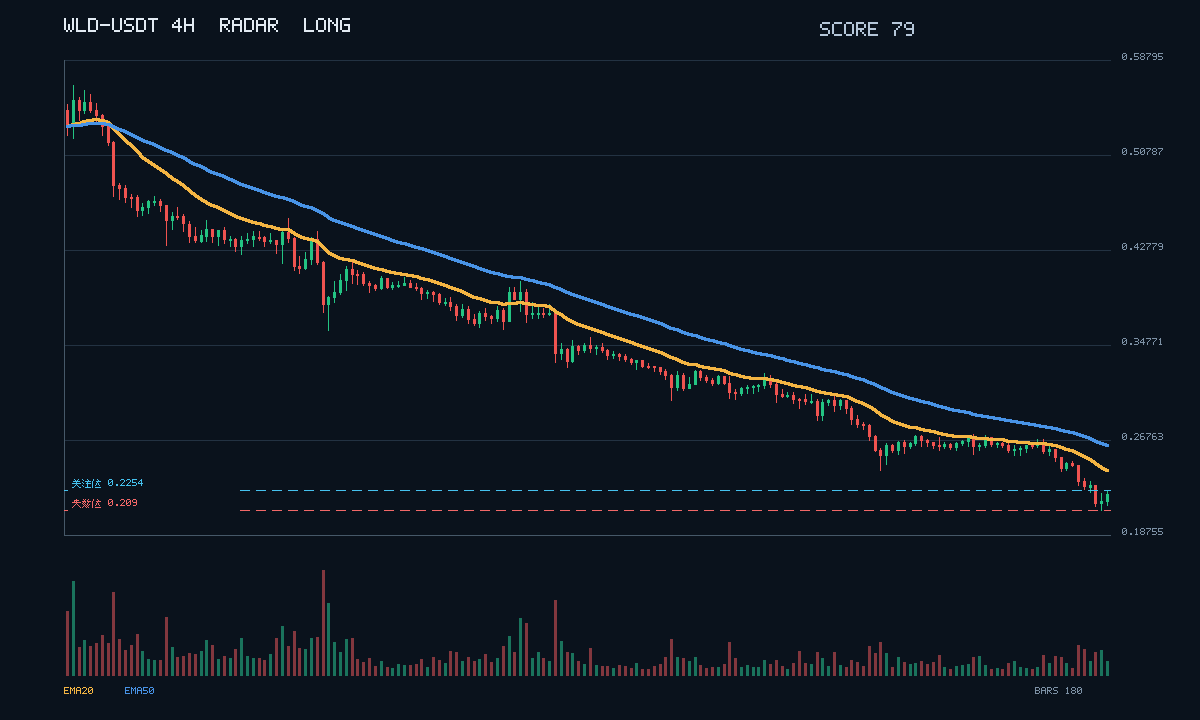 WLD-USDT 4H RADAR LONG
SCORE 79
0.58795
0.50787
0.42779
0.34771
0.26763
0.18755
关注位 0.2254
失效位 0.209
EMA20 EMA50
BARS 180